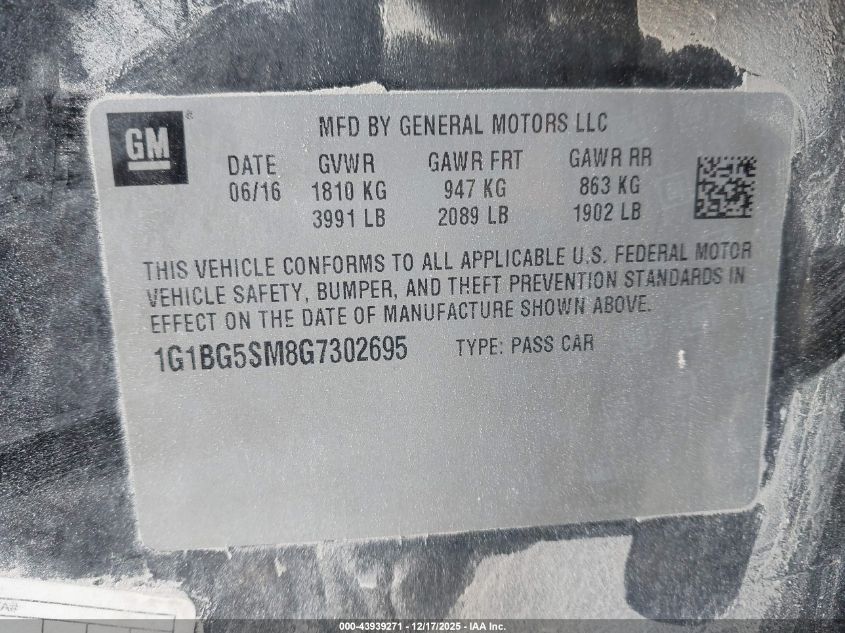 GM
®
MFD BY GENERAL MOTORS LLC
DATE GVWR GAWR FRT GAWR RR
06/16 1810 KG 947 KG 863 KG
3991 LB 2089 LB 1902 LB
THIS VEHICLE CONFORMS TO ALL APPLICABLE U.S. FEDERAL MOTOR
VEHICLE SAFETY, BUMPER, AND THEFT PREVENTION STANDARDS IN
EFFECT ON THE DATE OF MANUFACTURE SHOWN ABOVE.
1G1BG5SM8G7302695 TYPE: PASS CAR
000-43939271 - 12/17/2025 - IAA Inc.